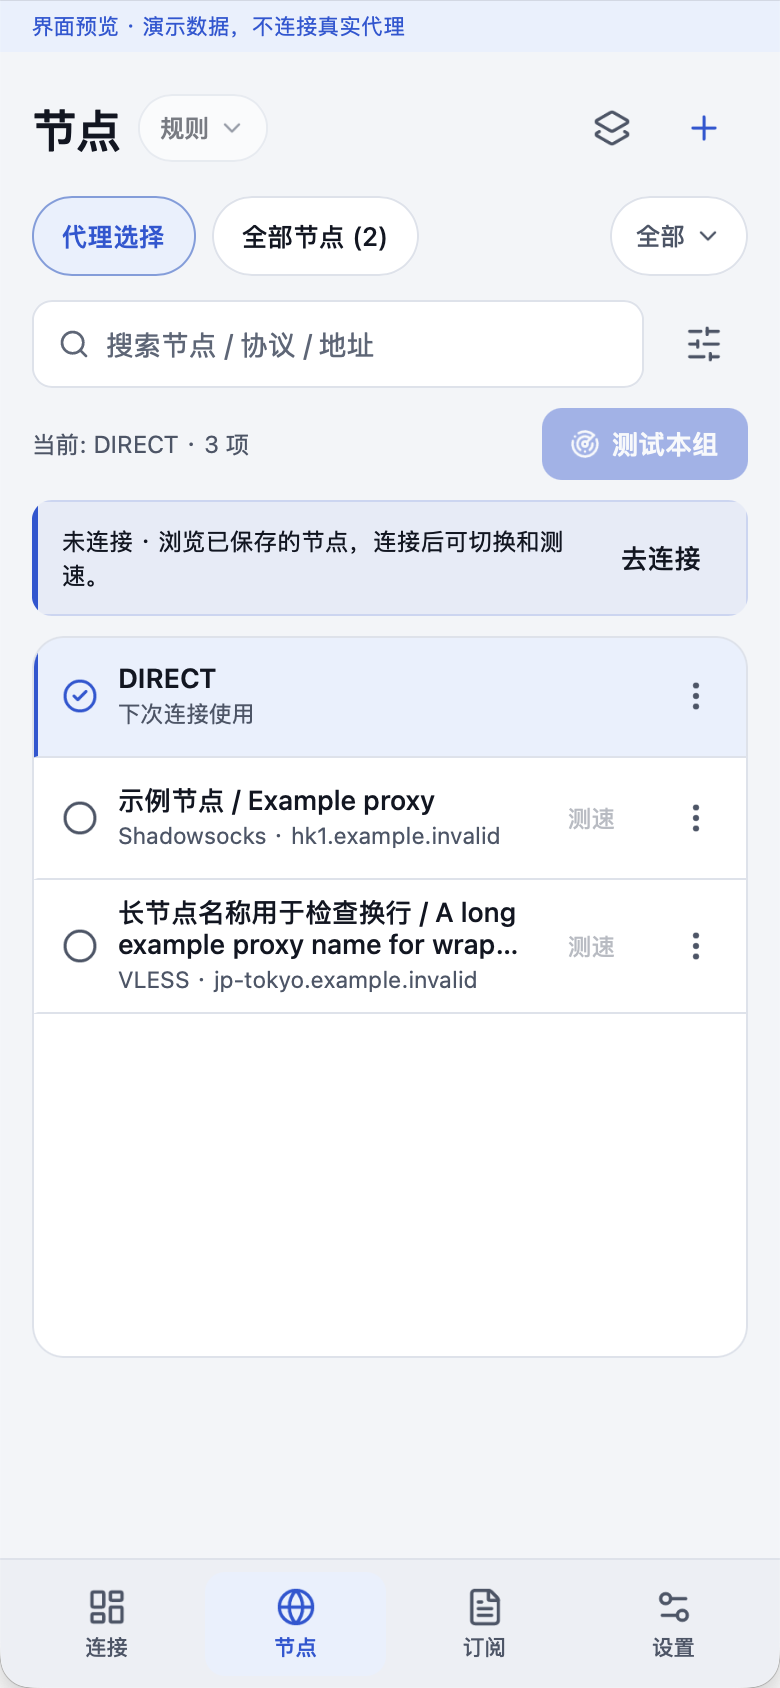 界面预览 · 演示数据，不连接真实代理
节点
规则
代理选择
全部节点 (2)
全部
搜索节点 / 协议 / 地址
当前: DIRECT · 3 项
测试本组
未连接 · 浏览已保存的节点，连接后可切换和测
速。
去连接
DIRECT
下次连接使用
示例节点 / Example proxy
Shadowsocks · hk1.example.invalid
测速
长节点名称用于检查换行 / A long
example proxy name for wrap...
VLESS · jp-tokyo.example.invalid
测速
连接
节点
订阅
设置